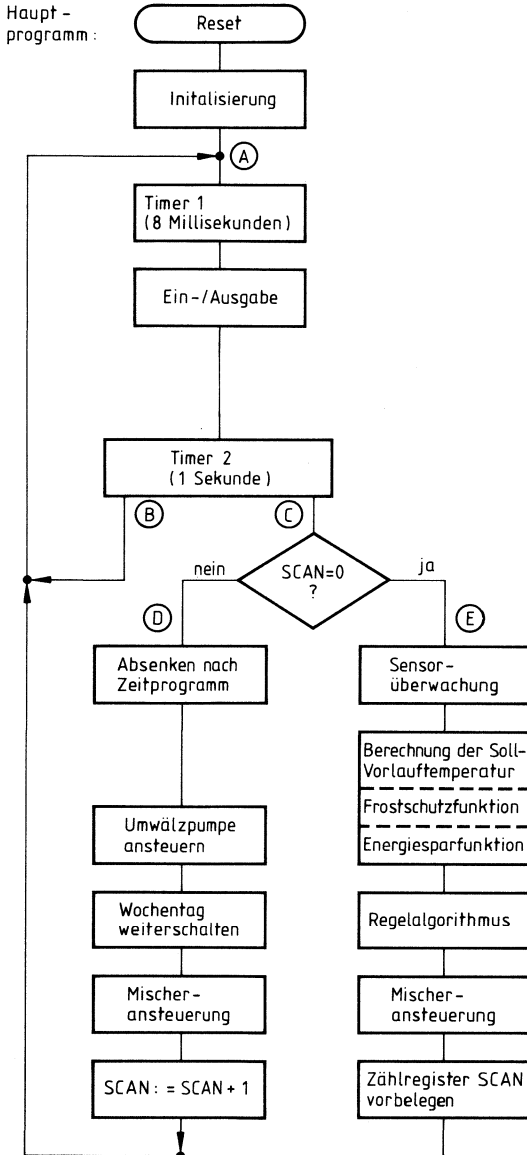 Haupt-
programm:
Reset
Initalisierung
A
Timer 1
(8 Millisekunden)
Ein-/Ausgabe
Timer 2
(1 Sekunde)
B
C
nein
SCAN=0
?
ja
D
E
Absenken nach
Zeitprogramm
Sensor-
überwachung
Berechnung der Soll-
Vorlauftemperatur
Frostschutzfunktion
Energiesparfunktion
Umwälzpumpe
ansteuern
Wochentag
weiterschalten
Regelalgorithmus
Mischer-
ansteuerung
Mischer-
ansteuerung
SCAN: = SCAN + 1
Zählregister SCAN
vorbelegen